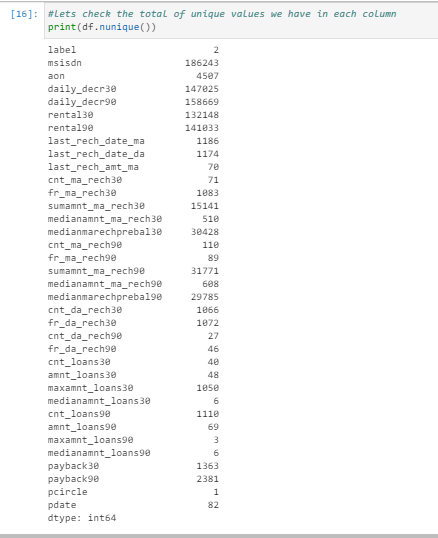 [16]: #Lets check the total of unique values we have in each column
print(df.nunique())
label 2
msisdn 186243
aon 4507
daily_decr30 147025
daily_decr90 158669
rental30 132148
rental90 141033
last_rech_date_ma 1186
last_rech_date_da 1174
last_rech_amt_ma 70
cnt_ma_rech30 71
fr_ma_rech30 1083
sumamnt_ma_rech30 15141
medianamnt_ma_rech30 510
medianmarechprebal30 30428
cnt_ma_rech90 110
fr_ma_rech90 89
sumamnt_ma_rech90 31771
medianamnt_ma_rech90 608
medianmarechprebal90 29785
cnt_da_rech30 1066
fr_da_rech30 1072
cnt_da_rech90 27
fr_da_rech90 46
cnt_loans30 40
amnt_loans30 48
maxamnt_loans30 1050
medianamnt_loans30 6
cnt_loans90 1110
amnt_loans90 69
maxamnt_loans90 3
medianamnt_loans90 6
payback30 1363
payback90 2381
pcircle 1
pdate 82
dtype: int64